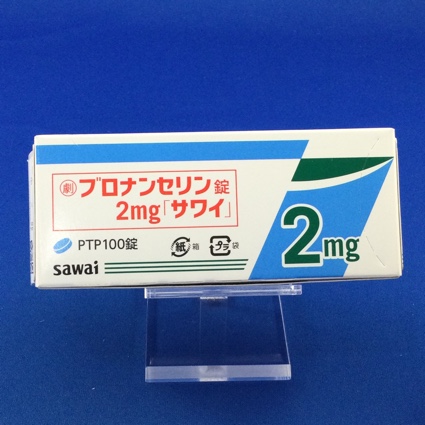 劇 ブロナンセリン錠
2mg「サワイ」
PTP100錠
紙 箱 プラ 袋
sawai
2mg